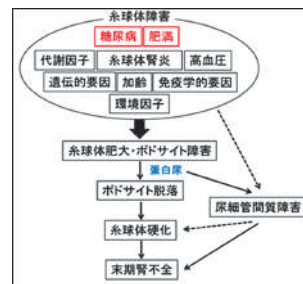 糸球体障害
糖尿病 肥満
代謝因子 糸球体腎炎 高血圧
遺伝的要因 加齢 免疫学的要因
環境因子
糸球体肥大・ポドサイト障害
蛋白尿
ポドサイト脱落
尿細管間質障害
糸球体硬化
末期腎不全